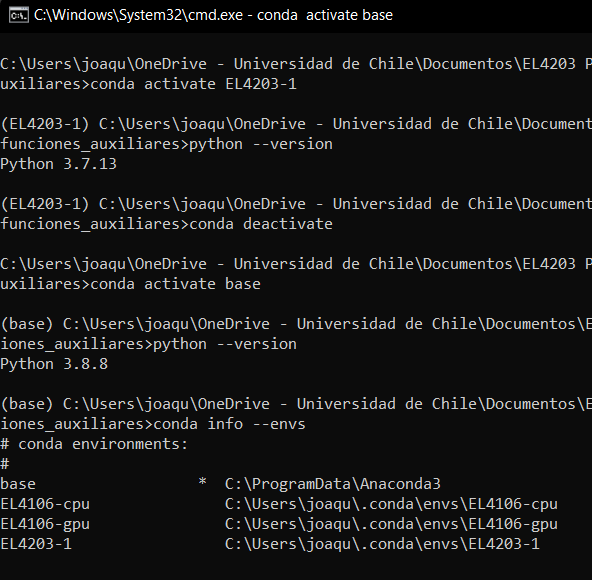 C:\Windows\System32\cmd.exe - conda  activate base
C:\Users\joaqu\OneDrive - Universidad de Chile\Documentos\EL4203 P
uxiliares>conda activate EL4203-1
(EL4203-1) C:\Users\joaqu\OneDrive - Universidad de Chile\Document
funciones_auxiliares>python --version
Python 3.7.13
(EL4203-1) C:\Users\joaqu\OneDrive - Universidad de Chile\Document
funciones_auxiliares>conda deactivate
C:\Users\joaqu\OneDrive - Universidad de Chile\Documentos\EL4203 P
uxiliares>conda activate base
(base) C:\Users\joaqu\OneDrive - Universidad de Chile\Documentos\E
iones_auxiliares>python --version
Python 3.8.8
(base) C:\Users\joaqu\OneDrive - Universidad de Chile\Documentos\E
iones_auxiliares>conda info --envs
# conda environments:
#
base                  *  C:\ProgramData\Anaconda3
EL4106-cpu               C:\Users\joaqu\.conda\envs\EL4106-cpu
EL4106-gpu               C:\Users\joaqu\.conda\envs\EL4106-gpu
EL4203-1                 C:\Users\joaqu\.conda\envs\EL4203-1